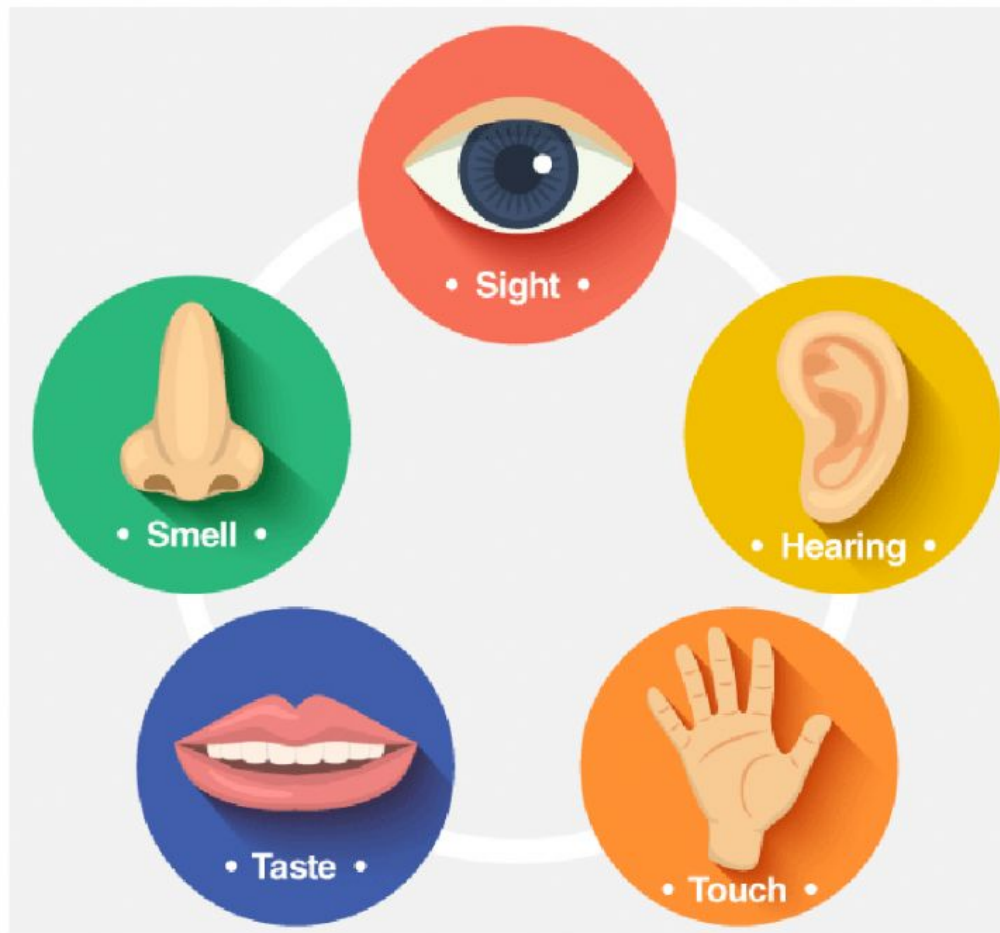 • Sight •
• Smell •
• Hearing •
• Taste •
• Touch •